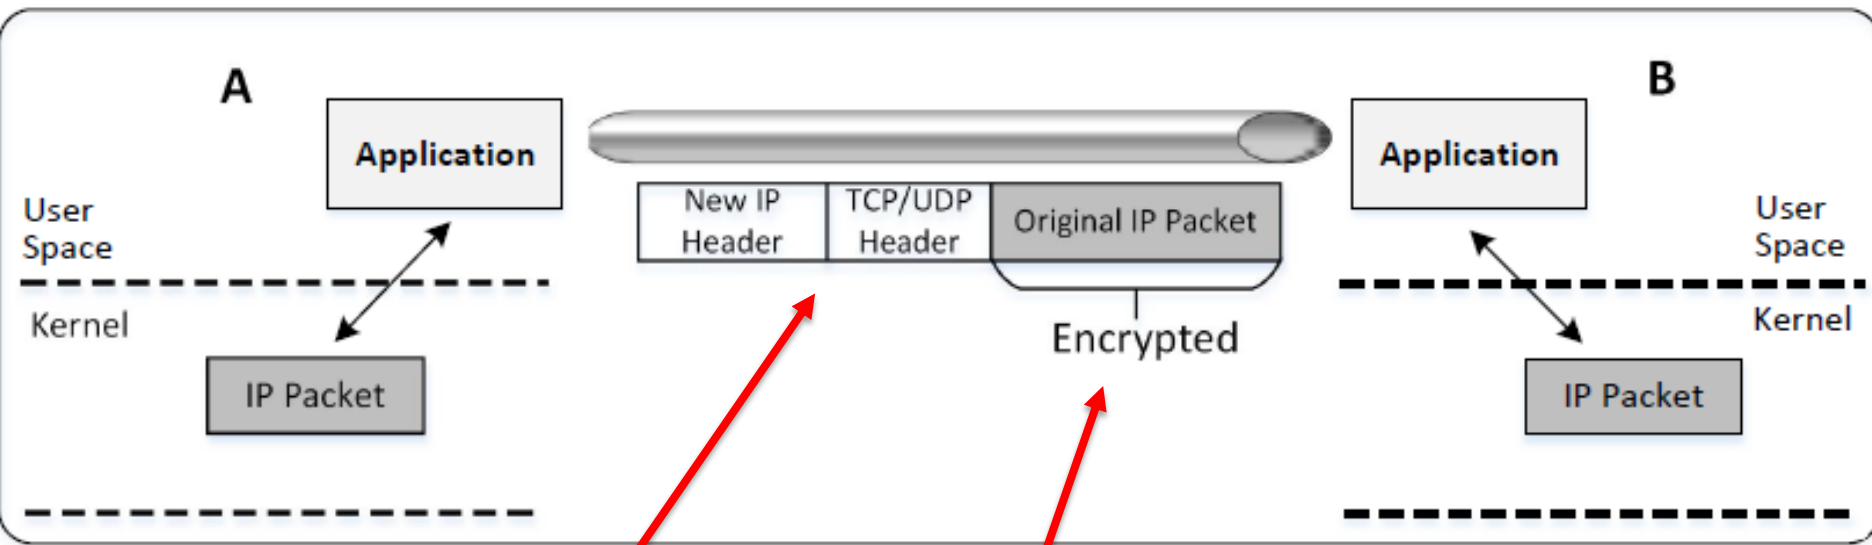 A
B
Application
Application
User
Space
New IP
Header
TCP/UDP
Header
Original IP Packet
User
Space
Kernel
Encrypted
Kernel
IP Packet
IP Packet